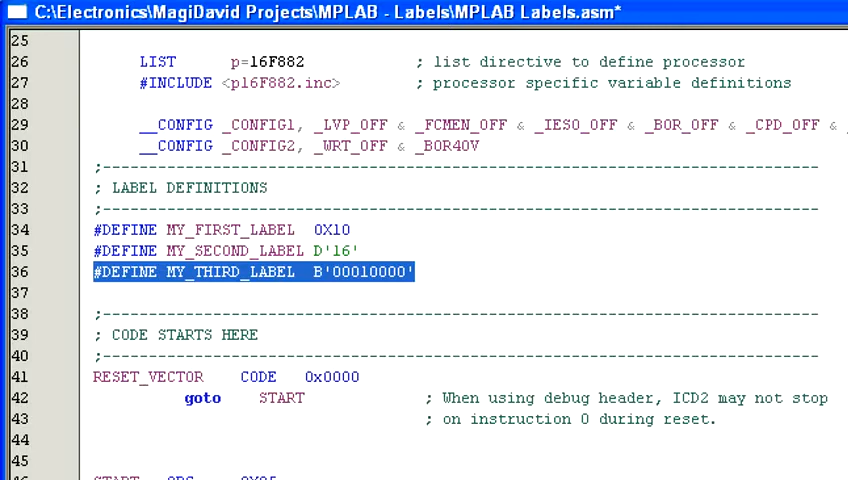 C:\Electronics\MagiDavid Projects\MPLAB - Labels\MPLAB Labels.asm*
25
26 LIST p=16F882 ; list directive to define processor
27 #INCLUDE <p16F882.inc> ; processor specific variable definitions
28
29 __CONFIG _CONFIG1, _LVP_OFF & _FCMEN_OFF & _IESO_OFF & _BOR_OFF & _CPD_OFF & _
30 __CONFIG _CONFIG2, _WRT_OFF & _BOR40V
31 ;------------------------------------------------------------------------------
32 ; LABEL DEFINITIONS
33 ;------------------------------------------------------------------------------
34 #DEFINE MY_FIRST_LABEL 0X10
35 #DEFINE MY_SECOND_LABEL D'16'
36 #DEFINE MY_THIRD_LABEL B'00010000'
37
38 ;------------------------------------------------------------------------------
39 ; CODE STARTS HERE
40 ;------------------------------------------------------------------------------
41 RESET_VECTOR CODE 0x0000
42 goto START ; When using debug header, ICD2 may not stop
43 ; on instruction 0 during reset.
44
45
46 START ORG 0X05